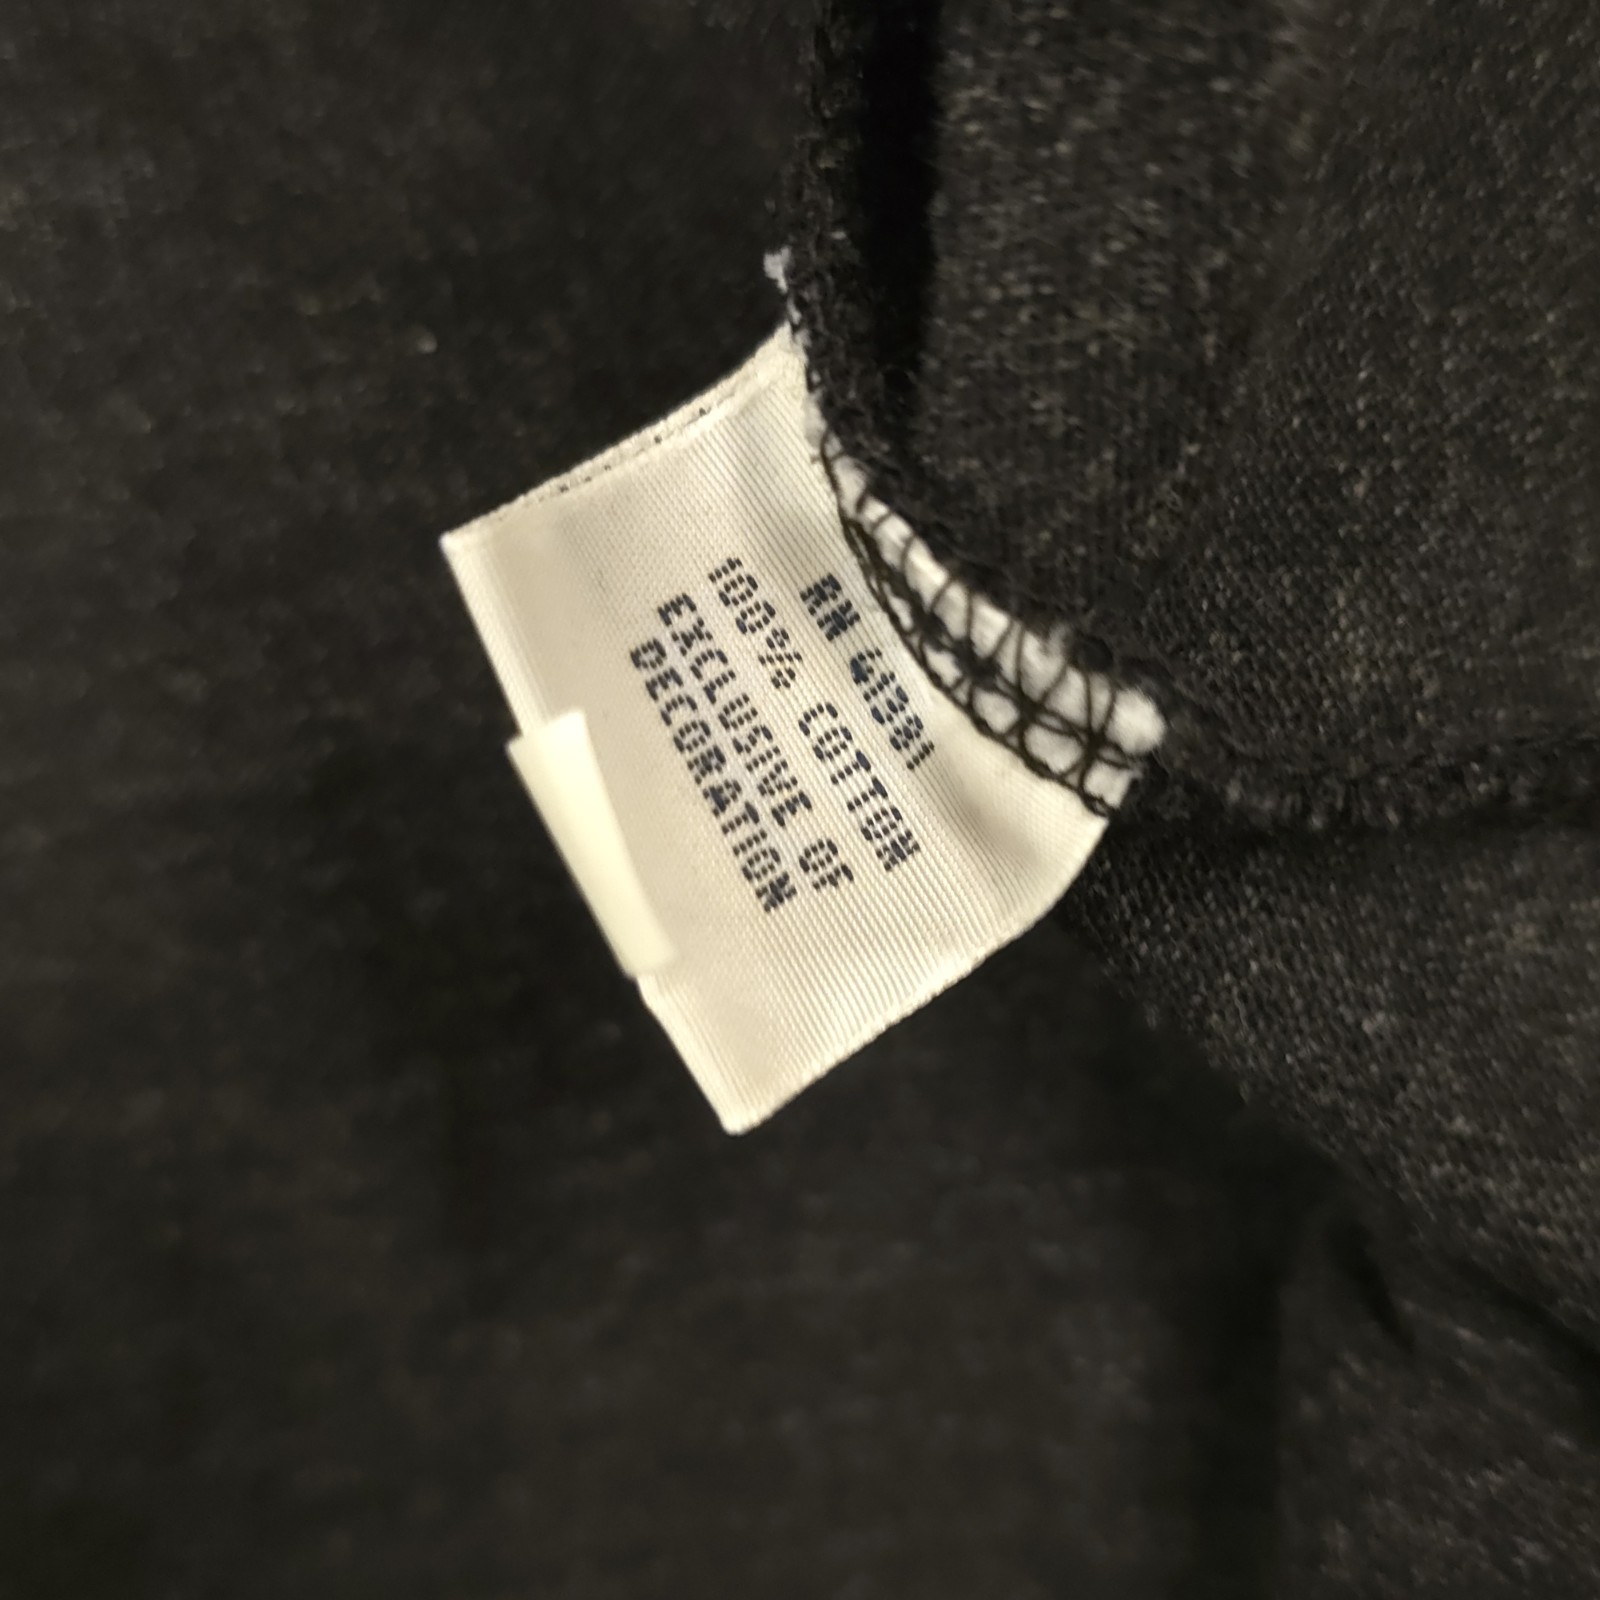 RN 41381
100% COTTON
EXCLUSIVE OF
DECORATION